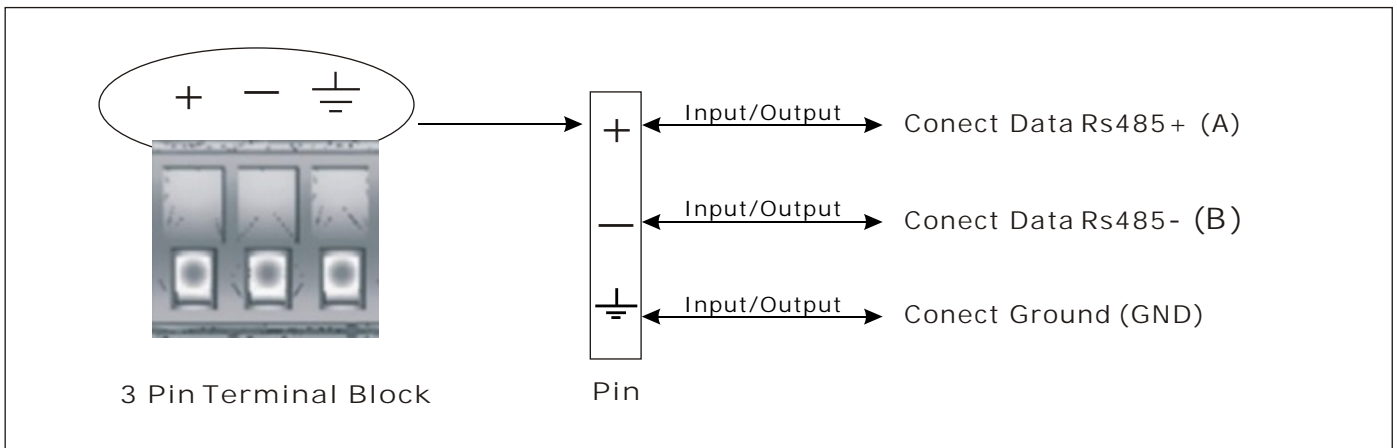 + — ⏚
+ Input/Output Conect Data Rs485+ (A)
— Input/Output Conect Data Rs485- (B)
⏚ Input/Output Conect Ground (GND)
3 Pin Terminal Block
Pin